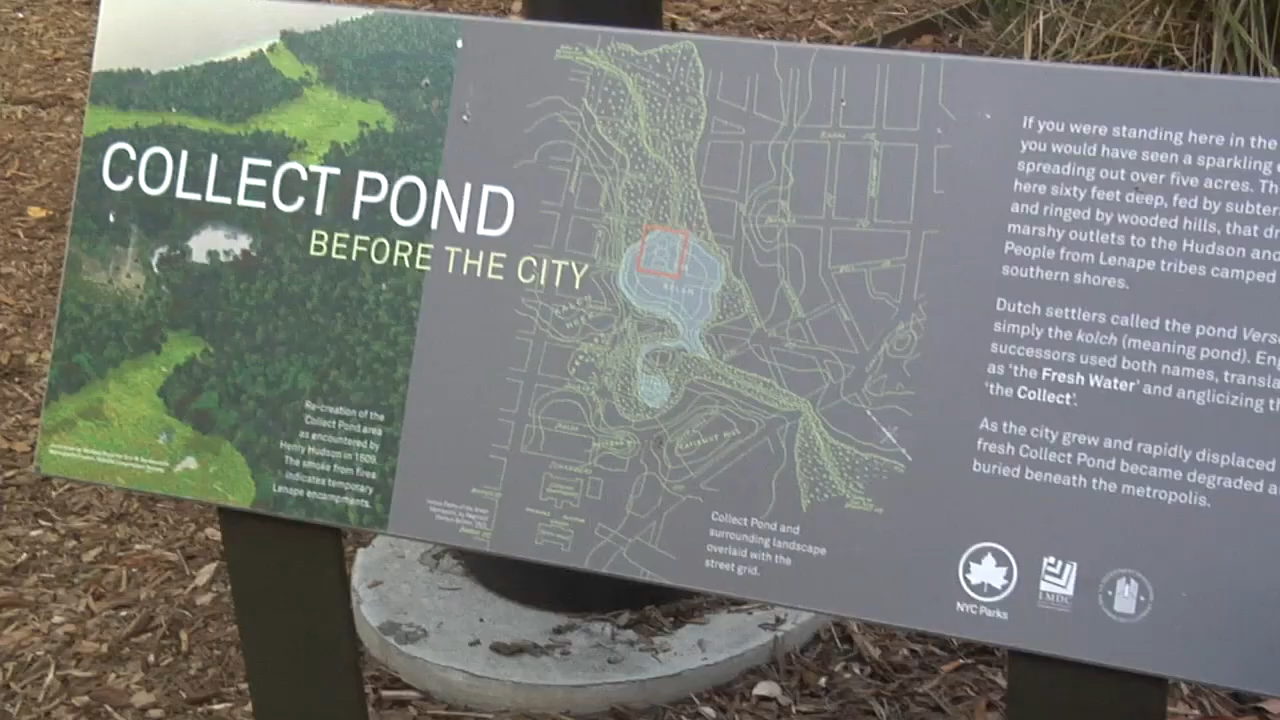 COLLECT POND
BEFORE THE CITY
Re-creation of the
Collect Pond area
as encountered by
Henry Hudson in 1609.
The smoke from fires
indicates temporary
Lenape encampments.
Collect Pond and
surrounding landscape
overlaid with the
street grid.
If you were standing here in the
you would have seen a sparkling
spreading out over five acres. Th
here sixty feet deep, fed by subter
and ringed by wooded hills, that dr
marshy outlets to the Hudson and
People from Lenape tribes camped
southern shores.
Dutch settlers called the pond Vers
simply the kolch (meaning pond). En
successors used both names, transla
as ‘the Fresh Water’ and anglicizing th
‘the Collect’.
As the city grew and rapidly displaced
fresh Collect Pond became degraded a
buried beneath the metropolis.
NYC Parks
LMDC